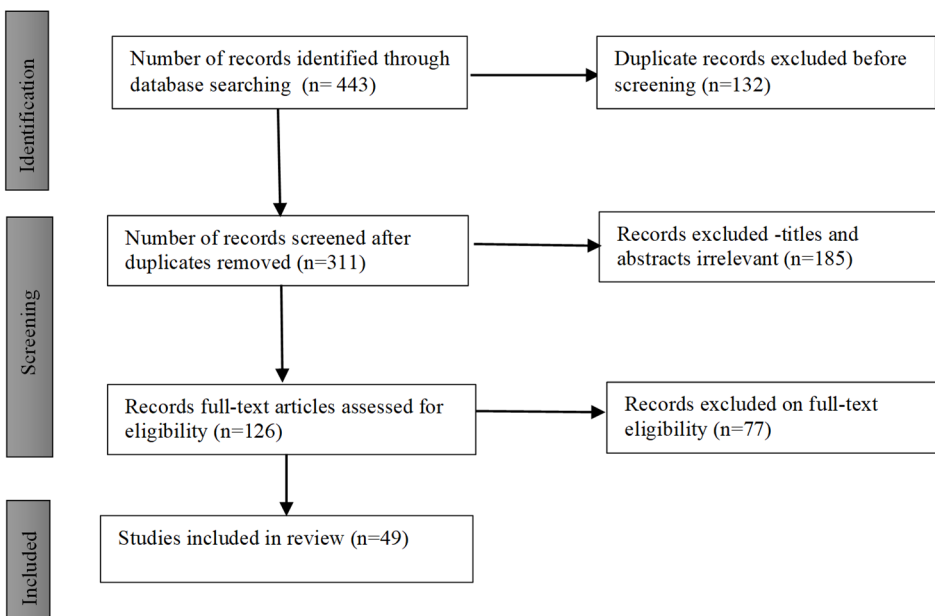 Identification
Number of records identified through
database searching  (n= 443)
Duplicate records excluded before
screening (n=132)
Screening
Number of records screened after
duplicates removed (n=311)
Records excluded -titles and
abstracts irrelevant (n=185)
Records full-text articles assessed for
eligibility (n=126)
Records excluded on full-text
eligibility (n=77)
Included
Studies included in review (n=49)